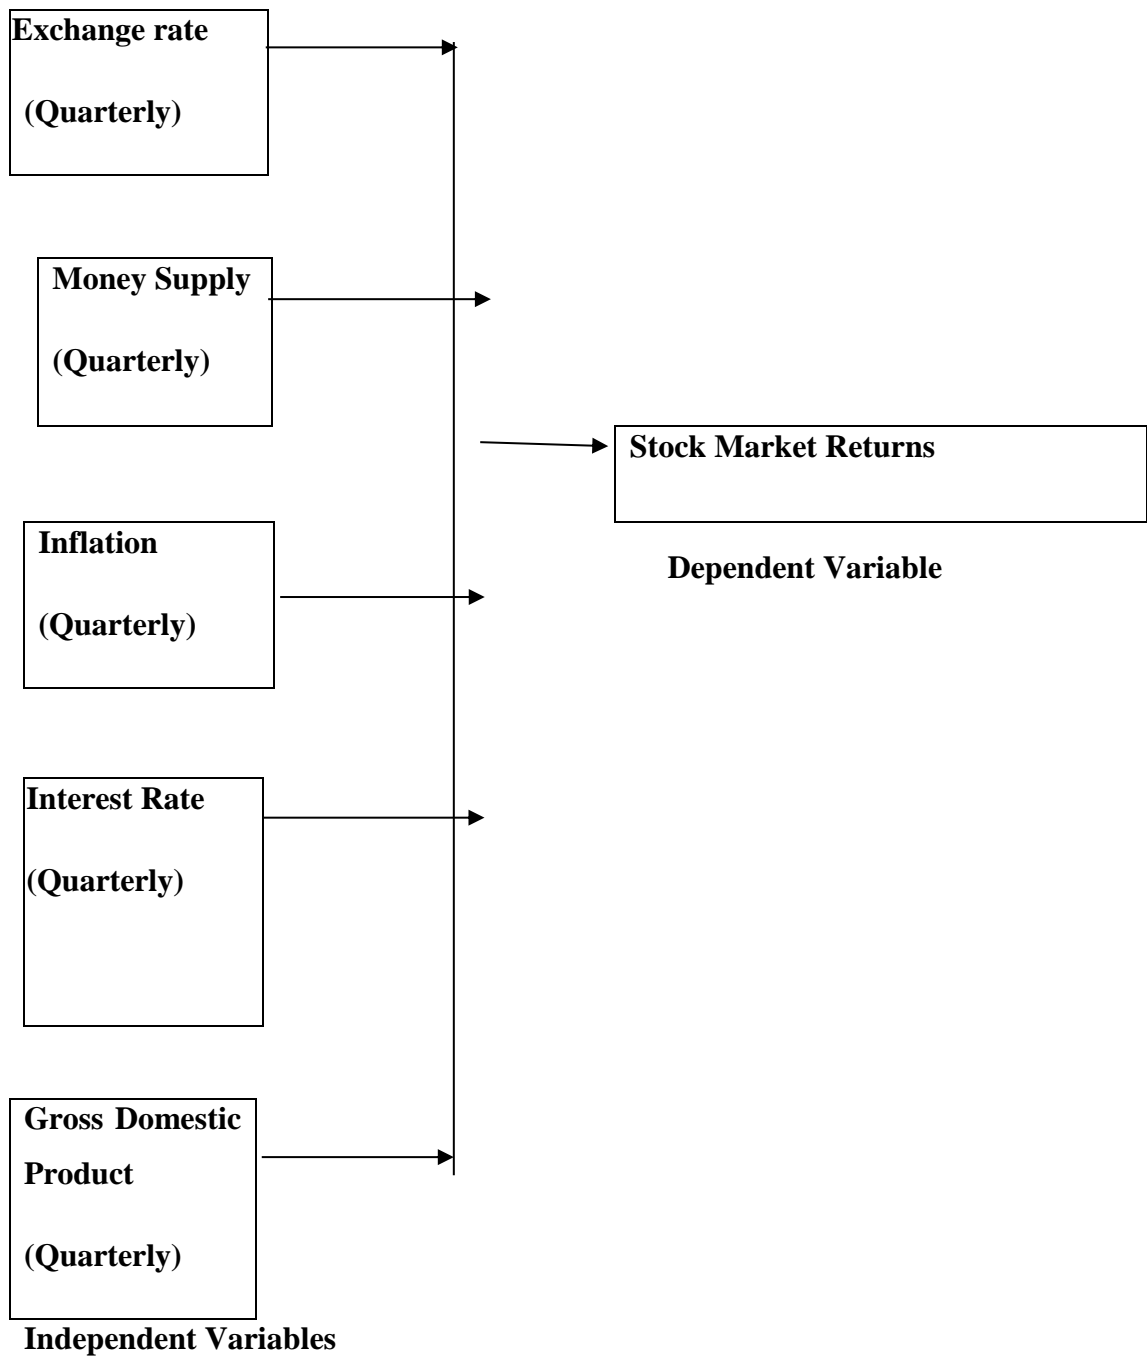 Exchange rate
(Quarterly)
Money Supply
(Quarterly)
Stock Market Returns
Inflation
(Quarterly)
Dependent Variable
Interest Rate
(Quarterly)
Gross Domestic
Product
(Quarterly)
Independent Variables